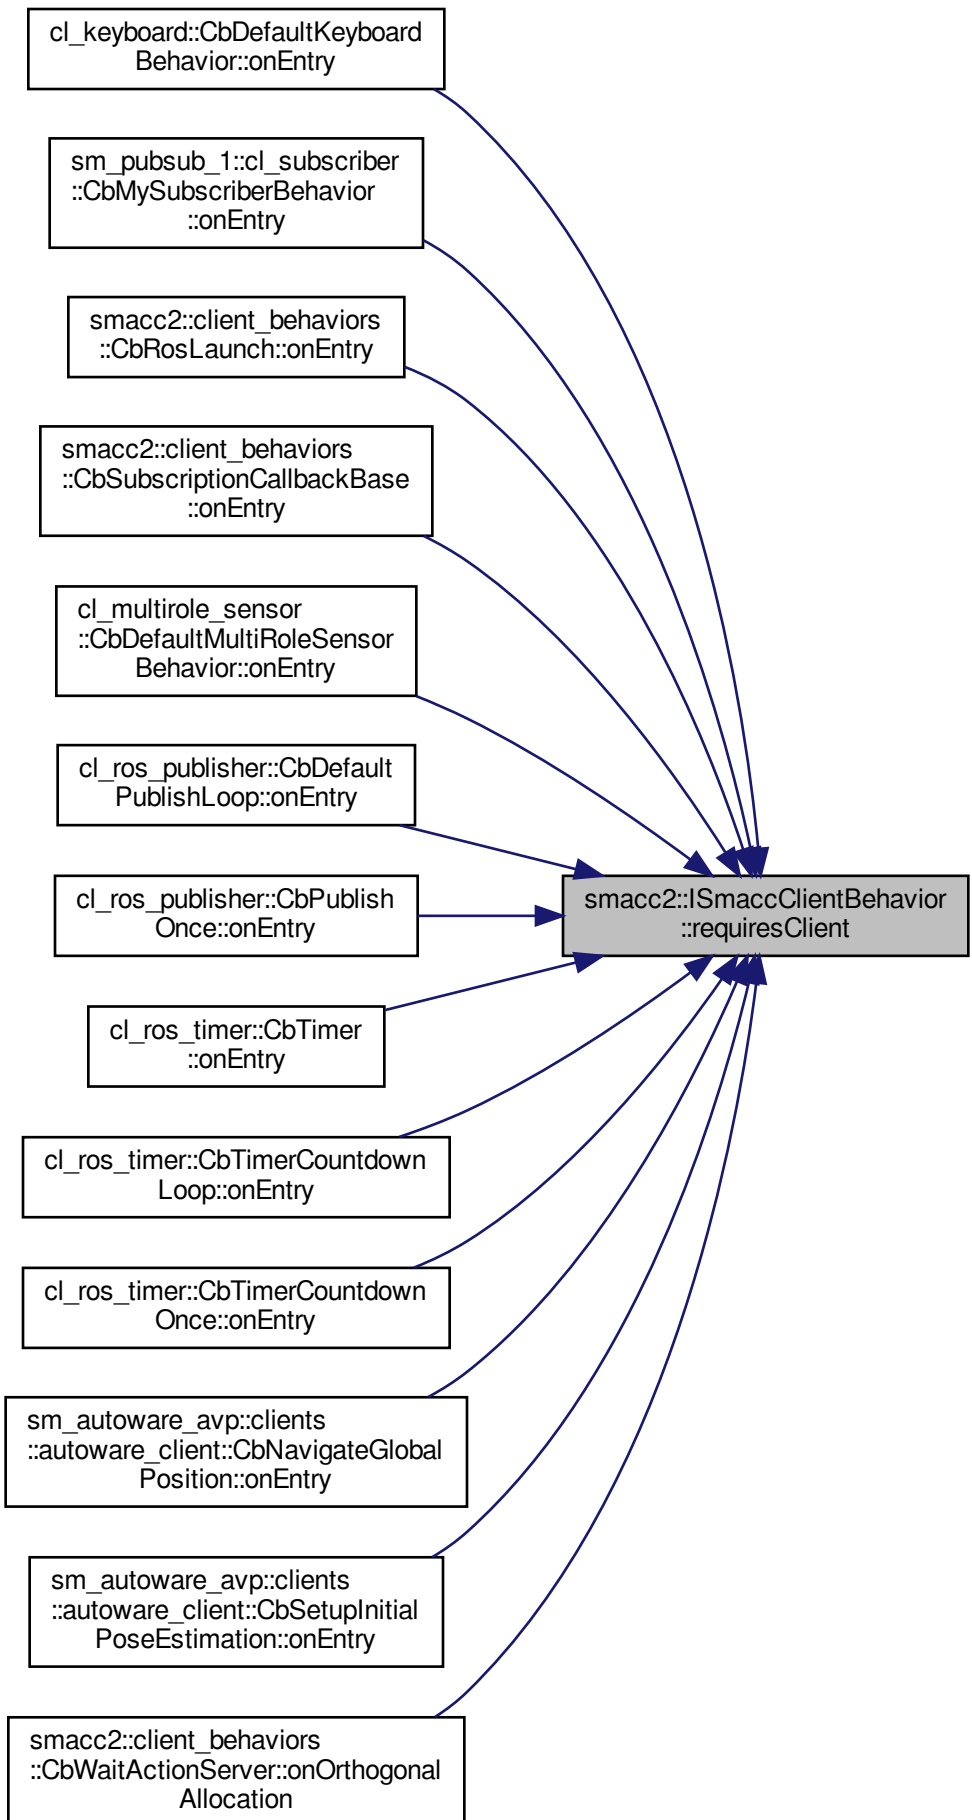 cl_keyboard::CbDefaultKeyboard
Behavior::onEntry
sm_pubsub_1::cl_subscriber
::CbMySubscriberBehavior
::onEntry
smacc2::client_behaviors
::CbRosLaunch::onEntry
smacc2::client_behaviors
::CbSubscriptionCallbackBase
::onEntry
cl_multirole_sensor
::CbDefaultMultiRoleSensor
Behavior::onEntry
cl_ros_publisher::CbDefault
PublishLoop::onEntry
cl_ros_publisher::CbPublish
Once::onEntry
smacc2::ISmaccClientBehavior
::requiresClient
cl_ros_timer::CbTimer
::onEntry
cl_ros_timer::CbTimerCountdown
Loop::onEntry
cl_ros_timer::CbTimerCountdown
Once::onEntry
sm_autoware_avp::clients
::autoware_client::CbNavigateGlobal
Position::onEntry
sm_autoware_avp::clients
::autoware_client::CbSetupInitial
PoseEstimation::onEntry
smacc2::client_behaviors
::CbWaitActionServer::onOrthogonal
Allocation